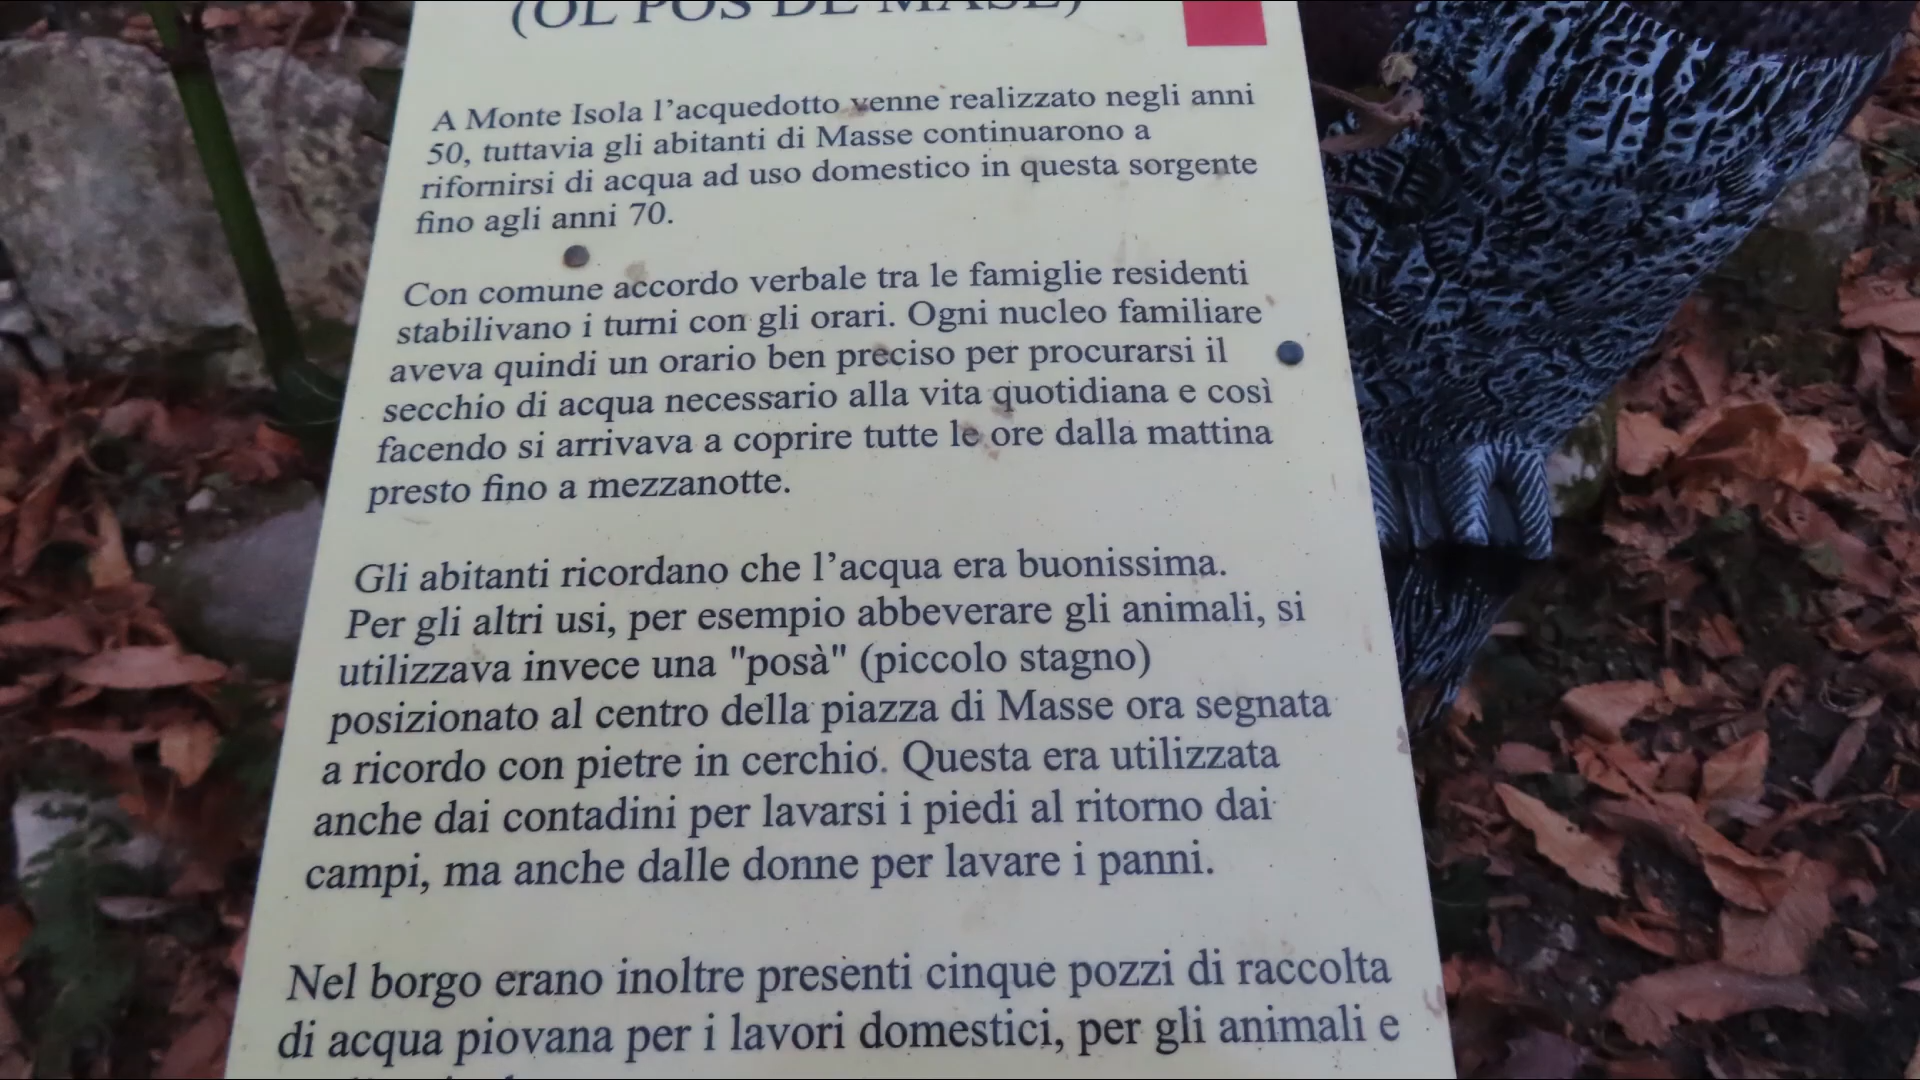 (OL POS DE MASE)
A Monte Isola l'acquedotto venne realizzato negli anni
50, tuttavia gli abitanti di Masse continuarono a
rifornirsi di acqua ad uso domestico in questa sorgente
fino agli anni 70.
Con comune accordo verbale tra le famiglie residenti
stabilivano i turni con gli orari. Ogni nucleo familiare
aveva quindi un orario ben preciso per procurarsi il
secchio di acqua necessario alla vita quotidiana e così
facendo si arrivava a coprire tutte le ore dalla mattina
presto fino a mezzanotte.
Gli abitanti ricordano che l'acqua era buonissima.
Per gli altri usi, per esempio abbeverare gli animali, si
utilizzava invece una "posà" (piccolo stagno)
posizionato al centro della piazza di Masse ora segnata
a ricordo con pietre in cerchio. Questa era utilizzata
anche dai contadini per lavarsi i piedi al ritorno dai
campi, ma anche dalle donne per lavare i panni.
Nel borgo erano inoltre presenti cinque pozzi di raccolta
di acqua piovana per i lavori domestici, per gli animali e